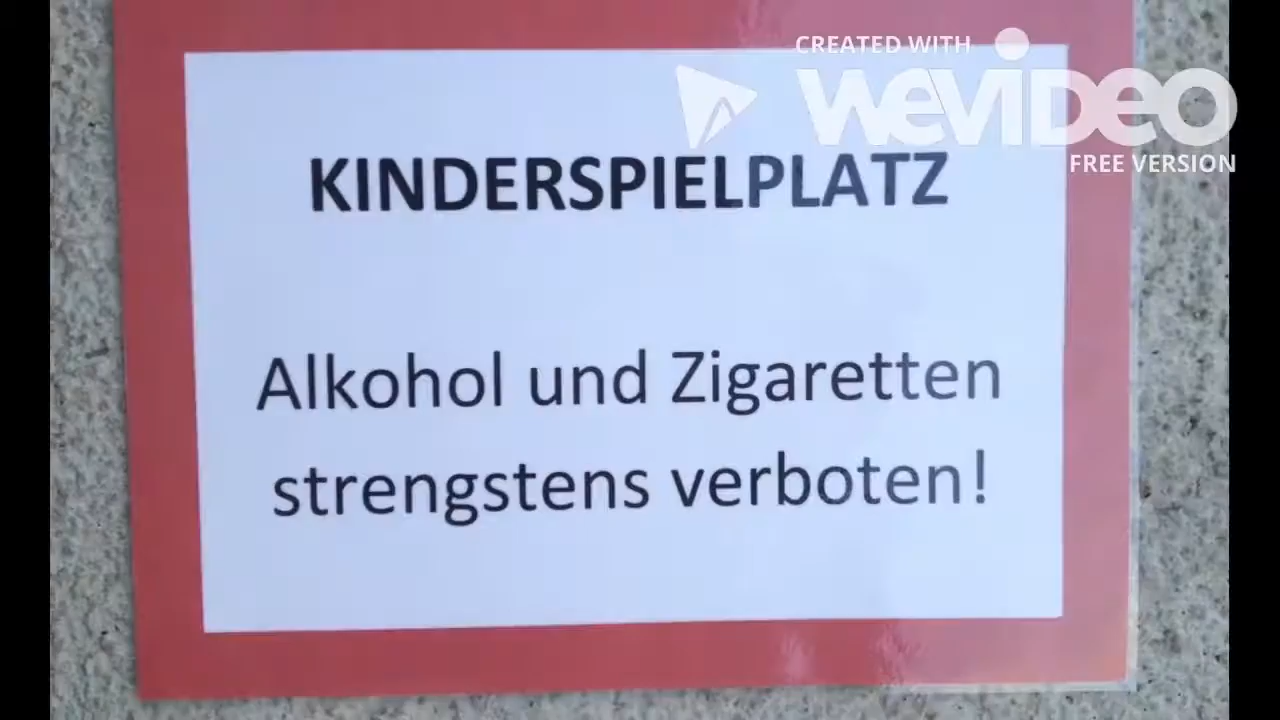 CREATED WITH
WEVIDEO
FREE VERSION
KINDERSPIELPLATZ
Alkohol und Zigaretten
strengstens verboten!